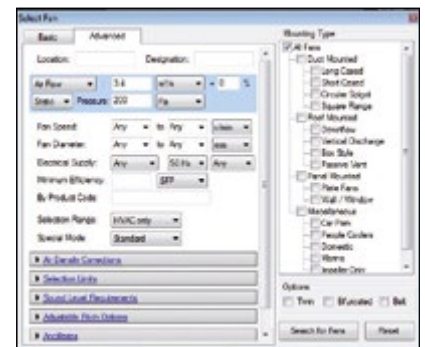 Select Fan
Basic
Advanced
Location:
Designation:
Air Flow 3.4 m³/s + 0 %
Static Pressure: 200 Pa
Fan Speed: Any to Any r/min
Fan Diameter: Any to Any mm
Electrical Supply: Any 50 Hz Any
Minimum Efficiency: SFP
By Product Code:
Selection Range: HVAC only
Special Mode: Standard
Air Density Corrections
Selection Limits
Sound Level Requirements
Adjustable Pitch Options
Ancillaries
Mounting Type
All Fans
Duct Mounted
Long Cased
Short Cased
Circular Spigot
Square Flange
Roof Mounted
Downflow
Vertical Discharge
Box Style
Passive Vent
Panel Mounted
Plate Fans
Wall / Window
Miscellaneous
Car Park
People Coolers
Domestic
Impeller Only
Options
Twin Bifurcated Belt
Search for Fans
Reset